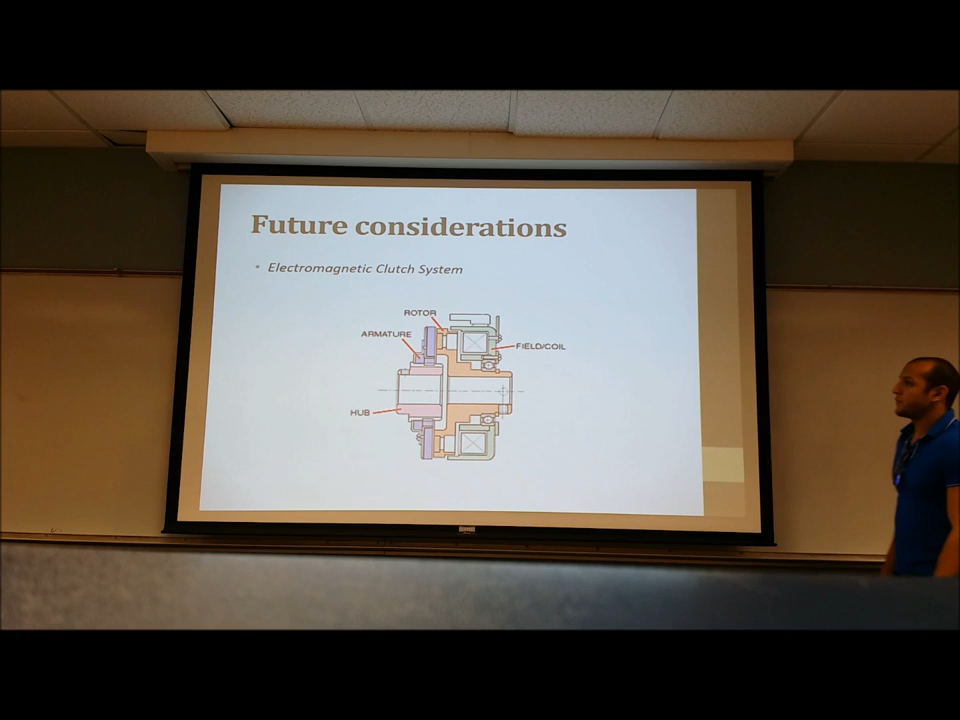 Future considerations
• Electromagnetic Clutch System
ROTOR
ARMATURE
FIELD/COIL
HUB